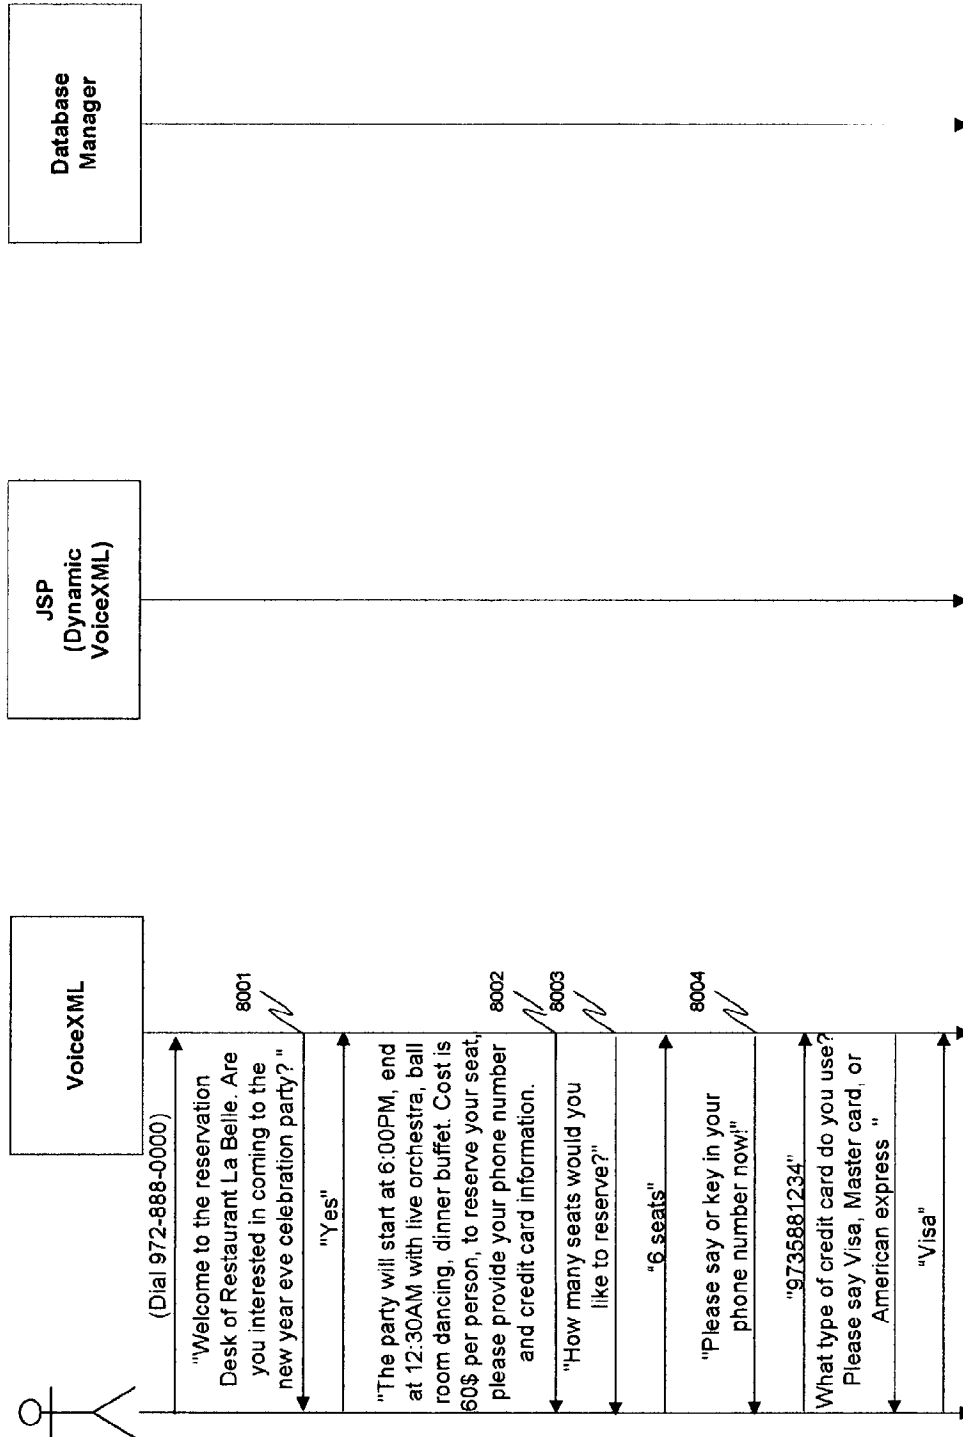 VoiceXML
JSP
(Dynamic
VoiceXML)
Database
Manager
(Dial 972-888-0000)
"Welcome to the reservation
Desk of Restaurant La Belle. Are
you interested in coming to the
new year eve celebration party? "
8001
"Yes"
"The party will start at 6:00PM, end
at 12:30AM with live orchestra, ball
room dancing, dinner buffet. Cost is
60$ per person, to reserve your seat,
please provide your phone number
and credit card information.
8002
"How many seats would you
like to reserve?"
8003
"6 seats"
"Please say or key in your
phone number now!"
8004
"9735881234"
What type of credit card do you use?
Please say Visa, Master card, or
American express "
"Visa"